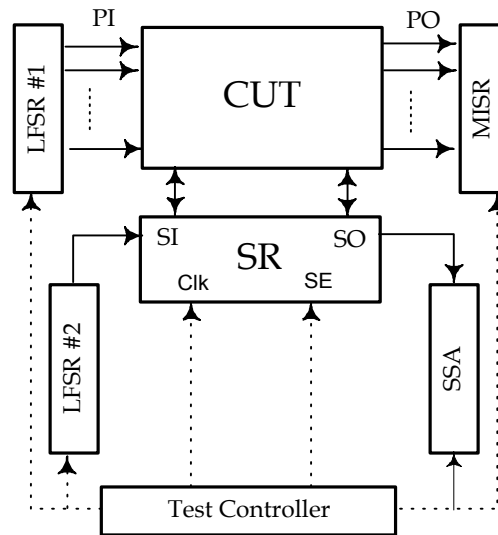 PI
PO
LFSR #1
CUT
MISR
SI
SO
SR
Clk
SE
LFSR #2
SSA
Test Controller